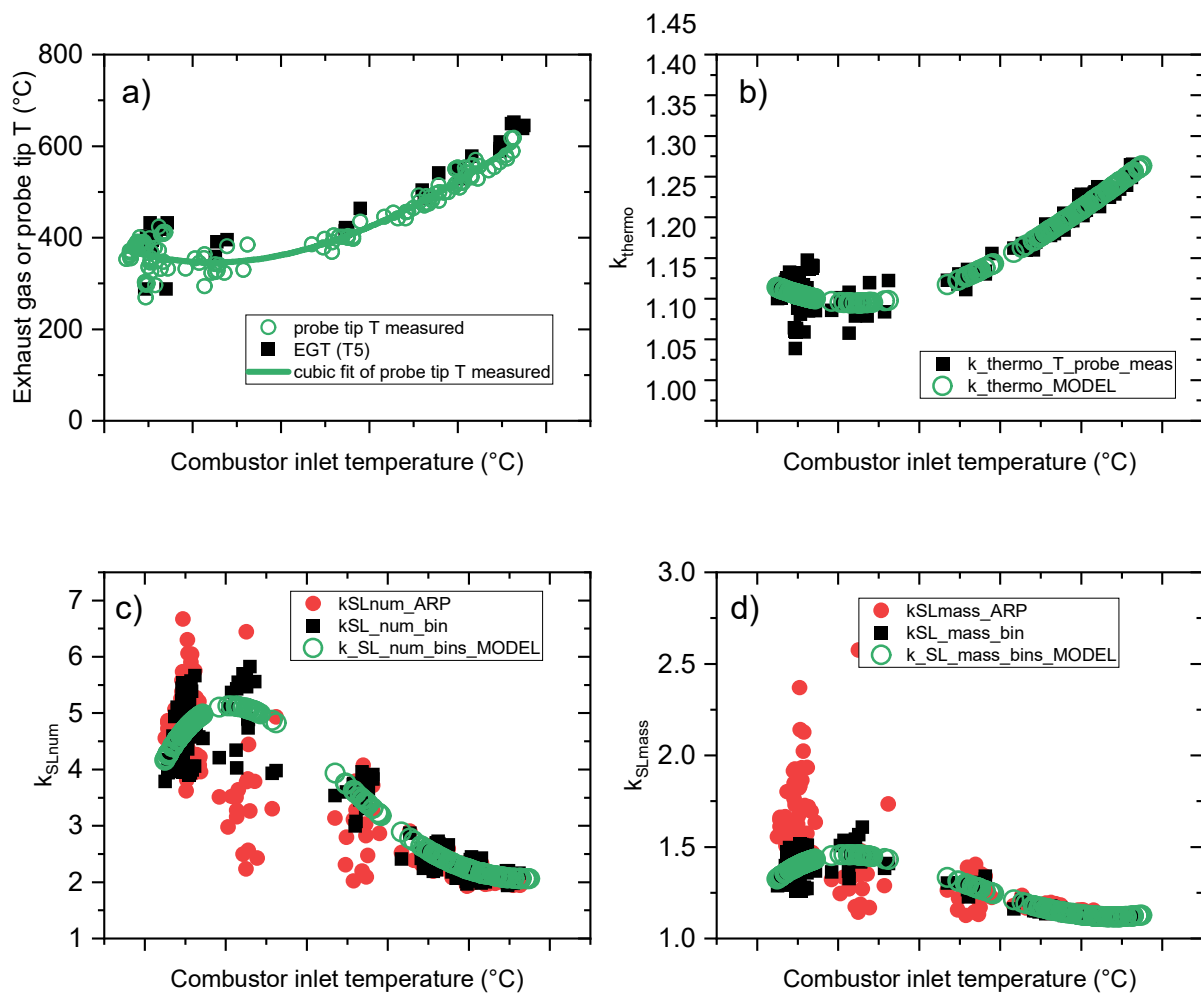 a)
Exhaust gas or probe tip T (°C)
800
600
400
200
0
probe tip T measured
EGT (T5)
cubic fit of probe tip T measured
Combustor inlet temperature (°C)
b)
k_thermo
1.45
1.40
1.35
1.30
1.25
1.20
1.15
1.10
1.05
1.00
k_thermo_T_probe_meas
k_thermo_MODEL
Combustor inlet temperature (°C)
c)
k_SLnum
7
6
5
4
3
2
1
kSLnum_ARP
kSL_num_bin
k_SL_num_bins_MODEL
Combustor inlet temperature (°C)
d)
k_SLmass
3.0
2.5
2.0
1.5
1.0
kSLmass_ARP
kSL_mass_bin
k_SL_mass_bins_MODEL
Combustor inlet temperature (°C)